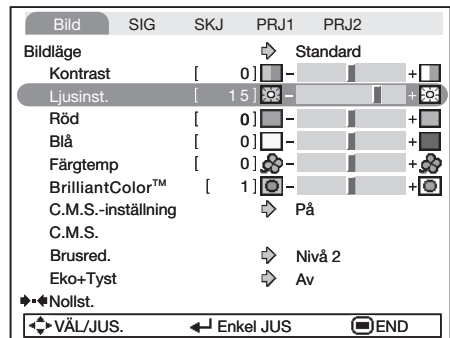 Bild SIG SKJ PRJ1 PRJ2
Bildläge Standard
Kontrast [ 0] - +
Ljusinst. [ 15] - +
Röd [ 0] - +
Blå [ 0] - +
Färgtemp [ 0] - +
BrilliantColor™ [ 1] - +
C.M.S.-inställning På
C.M.S.
Brusred. Nivå 2
Eko+Tyst Av
Nollst.
VÄL/JUS. Enkel JUS END